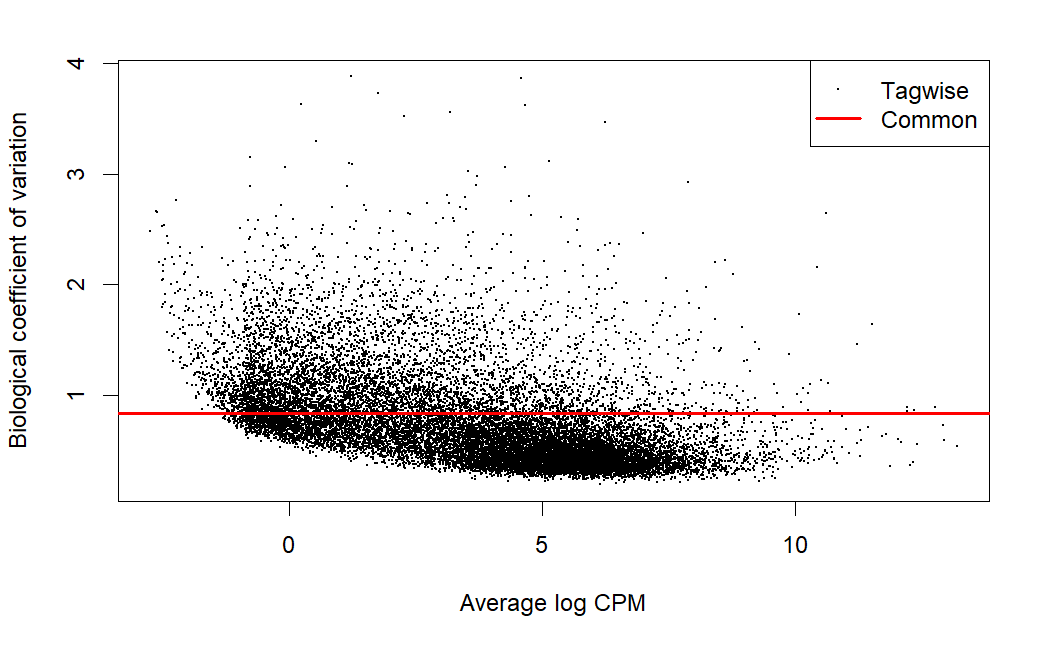 Biological coefficient of variation
4
3
2
1
Tagwise
Common
0 5 10
Average log CPM